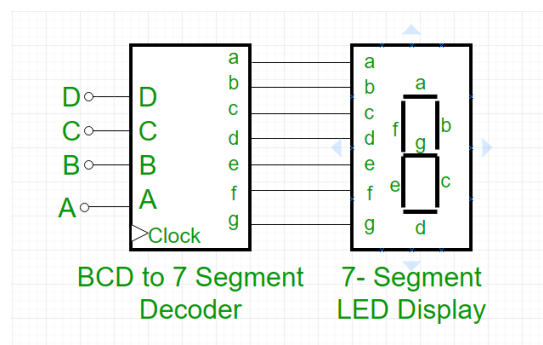 a a
b b a
D D
c c
C C f b
d d g
B B e e e c
A A f f
g g d
Clock
BCD to 7 Segment 7- Segment
Decoder LED Display